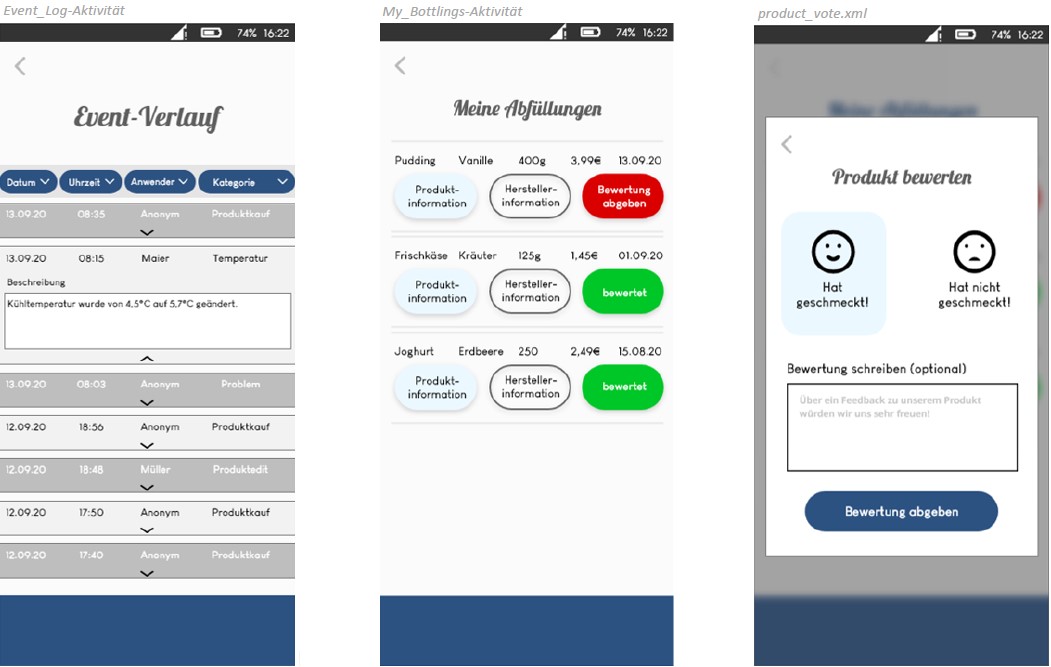 Event_Log-Aktivität
74% 16:22
Event-Verlauf
Datum Uhrzeit Anwender Kategorie
13.09.20 08:35 Anonym Produktkauf
13.09.20 08:15 Maier Temperatur
Beschreibung
Kühltemperatur wurde von 4,5°C auf 5,7°C geändert.
13.09.20 08:03 Anonym Problem
12.09.20 18:56 Anonym Produktkauf
12.09.20 18:48 Müller Produktedit
12.09.20 17:50 Anonym Produktkauf
12.09.20 17:40 Anonym Produktkauf
My_Bottlings-Aktivität
74% 16:22
Meine Abfüllungen
Pudding Vanille 400g 3,99€ 13.09.20
Produkt-
information
Hersteller-
information
Bewertung
abgeben
Frischkäse Kräuter 125g 1,45€ 01.09.20
Produkt-
information
Hersteller-
information
bewertet
Joghurt Erdbeere 250 2,49€ 15.08.20
Produkt-
information
Hersteller-
information
bewertet
product_vote.xml
74% 16:22
Meine Abfüllungen
Produkt bewerten
Hat
geschmeckt!
Hat nicht
geschmeckt!
Bewertung schreiben (optional)
Über ein Feedback zu unserem Produkt
würden wir uns sehr freuen!
Bewertung abgeben